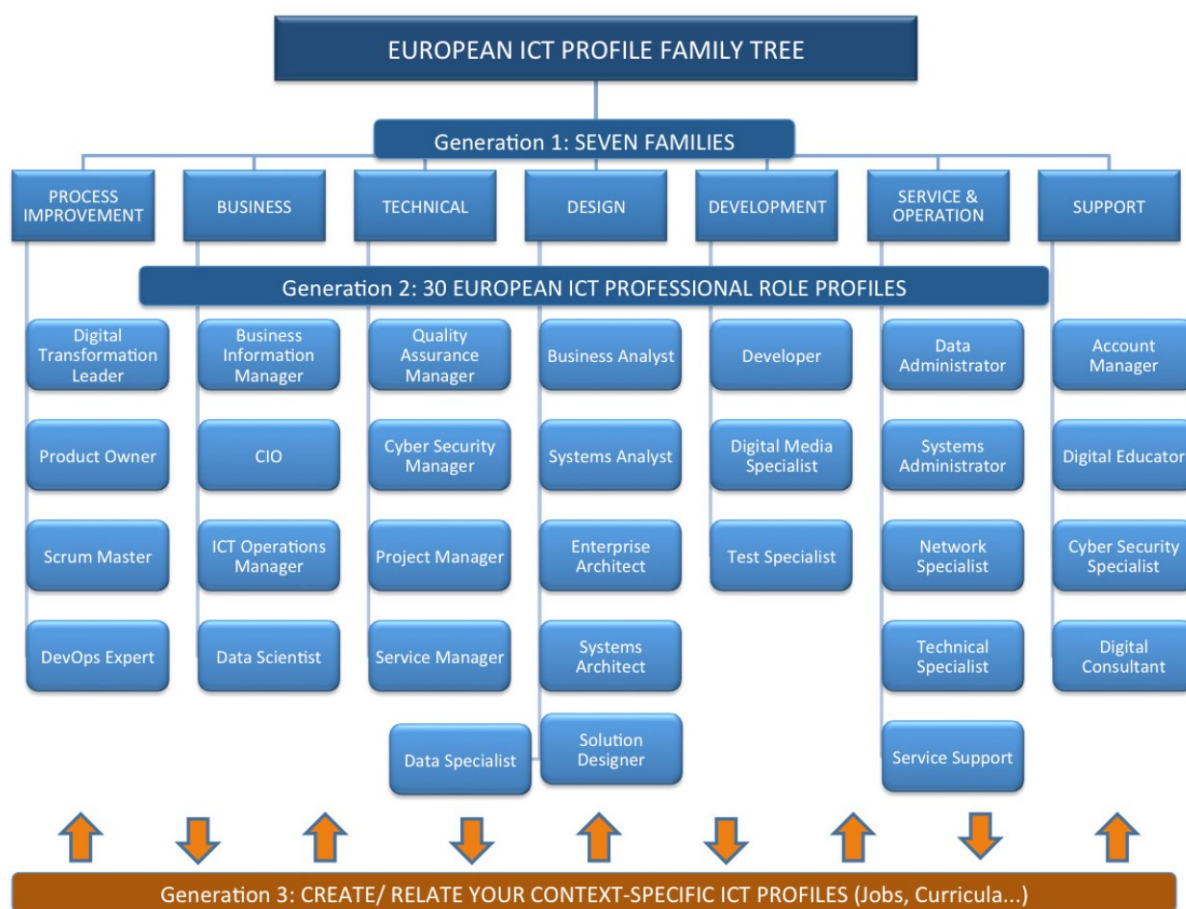 EUROPEAN ICT PROFILE FAMILY TREE
Generation 1: SEVEN FAMILIES
PROCESS
IMPROVEMENT
BUSINESS
TECHNICAL
DESIGN
DEVELOPMENT
SERVICE &
OPERATION
SUPPORT
Generation 2: 30 EUROPEAN ICT PROFESSIONAL ROLE PROFILES
Digital
Transformation
Leader
Business
Information
Manager
Quality
Assurance
Manager
Business Analyst
Developer
Data
Administrator
Account
Manager
Product Owner
CIO
Cyber Security
Manager
Systems Analyst
Digital Media
Specialist
Systems
Administrator
Digital Educator
Scrum Master
ICT Operations
Manager
Project Manager
Enterprise
Architect
Test Specialist
Network
Specialist
Cyber Security
Specialist
DevOps Expert
Data Scientist
Service Manager
Systems
Architect
Technical
Specialist
Digital
Consultant
Data Specialist
Solution
Designer
Service Support
Generation 3: CREATE/ RELATE YOUR CONTEXT-SPECIFIC ICT PROFILES (Jobs, Curricula...)